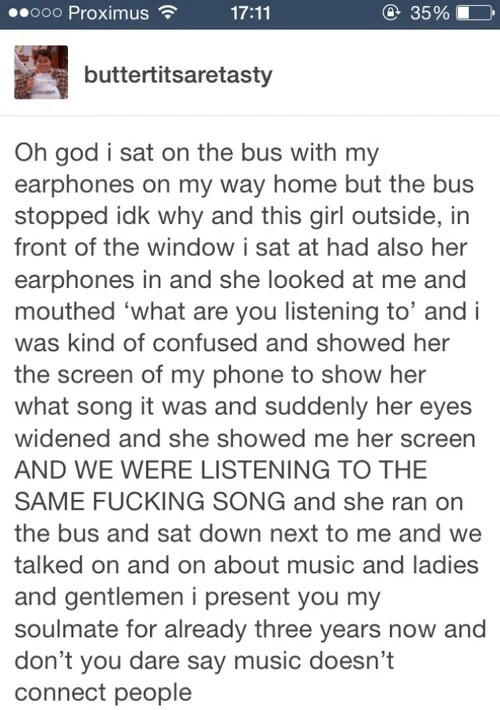 Proximus 17:11 35%
buttertitsaretasty
Oh god i sat on the bus with my
earphones on my way home but the bus
stopped idk why and this girl outside, in
front of the window i sat at had also her
earphones in and she looked at me and
mouthed ‘what are you listening to’ and i
was kind of confused and showed her
the screen of my phone to show her
what song it was and suddenly her eyes
widened and she showed me her screen
AND WE WERE LISTENING TO THE
SAME FUCKING SONG and she ran on
the bus and sat down next to me and we
talked on and on about music and ladies
and gentlemen i present you my
soulmate for already three years now and
don’t you dare say music doesn’t
connect people